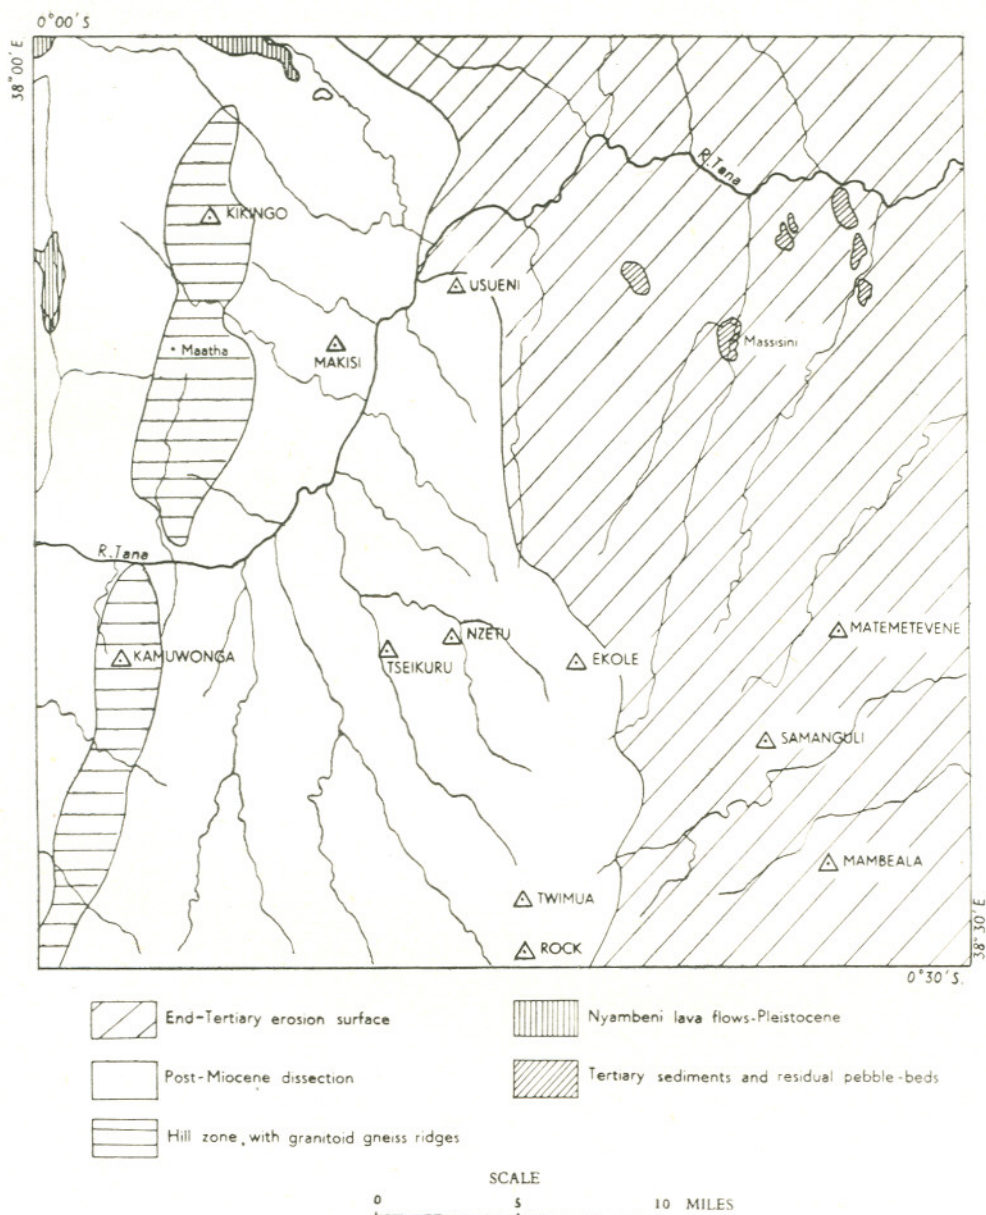 0°00' S
38°00' E
R. Tana
KIKINGO
USUENI
Maatha
MAKISI
Massisini
R. Tana
MATEMETEVENE
NZETU
KAMUWONGA
TSEIKURU
EKOLE
SAMANGULI
MAMBEALA
TWIMUA
ROCK
38°30' E
0°30' S.
End-Tertiary erosion surface
Nyambeni lava flows-Pleistocene
Post-Miocene dissection
Tertiary sediments and residual pebble-beds
Hill zone, with granitoid gneiss ridges
SCALE
0 5 10 MILES